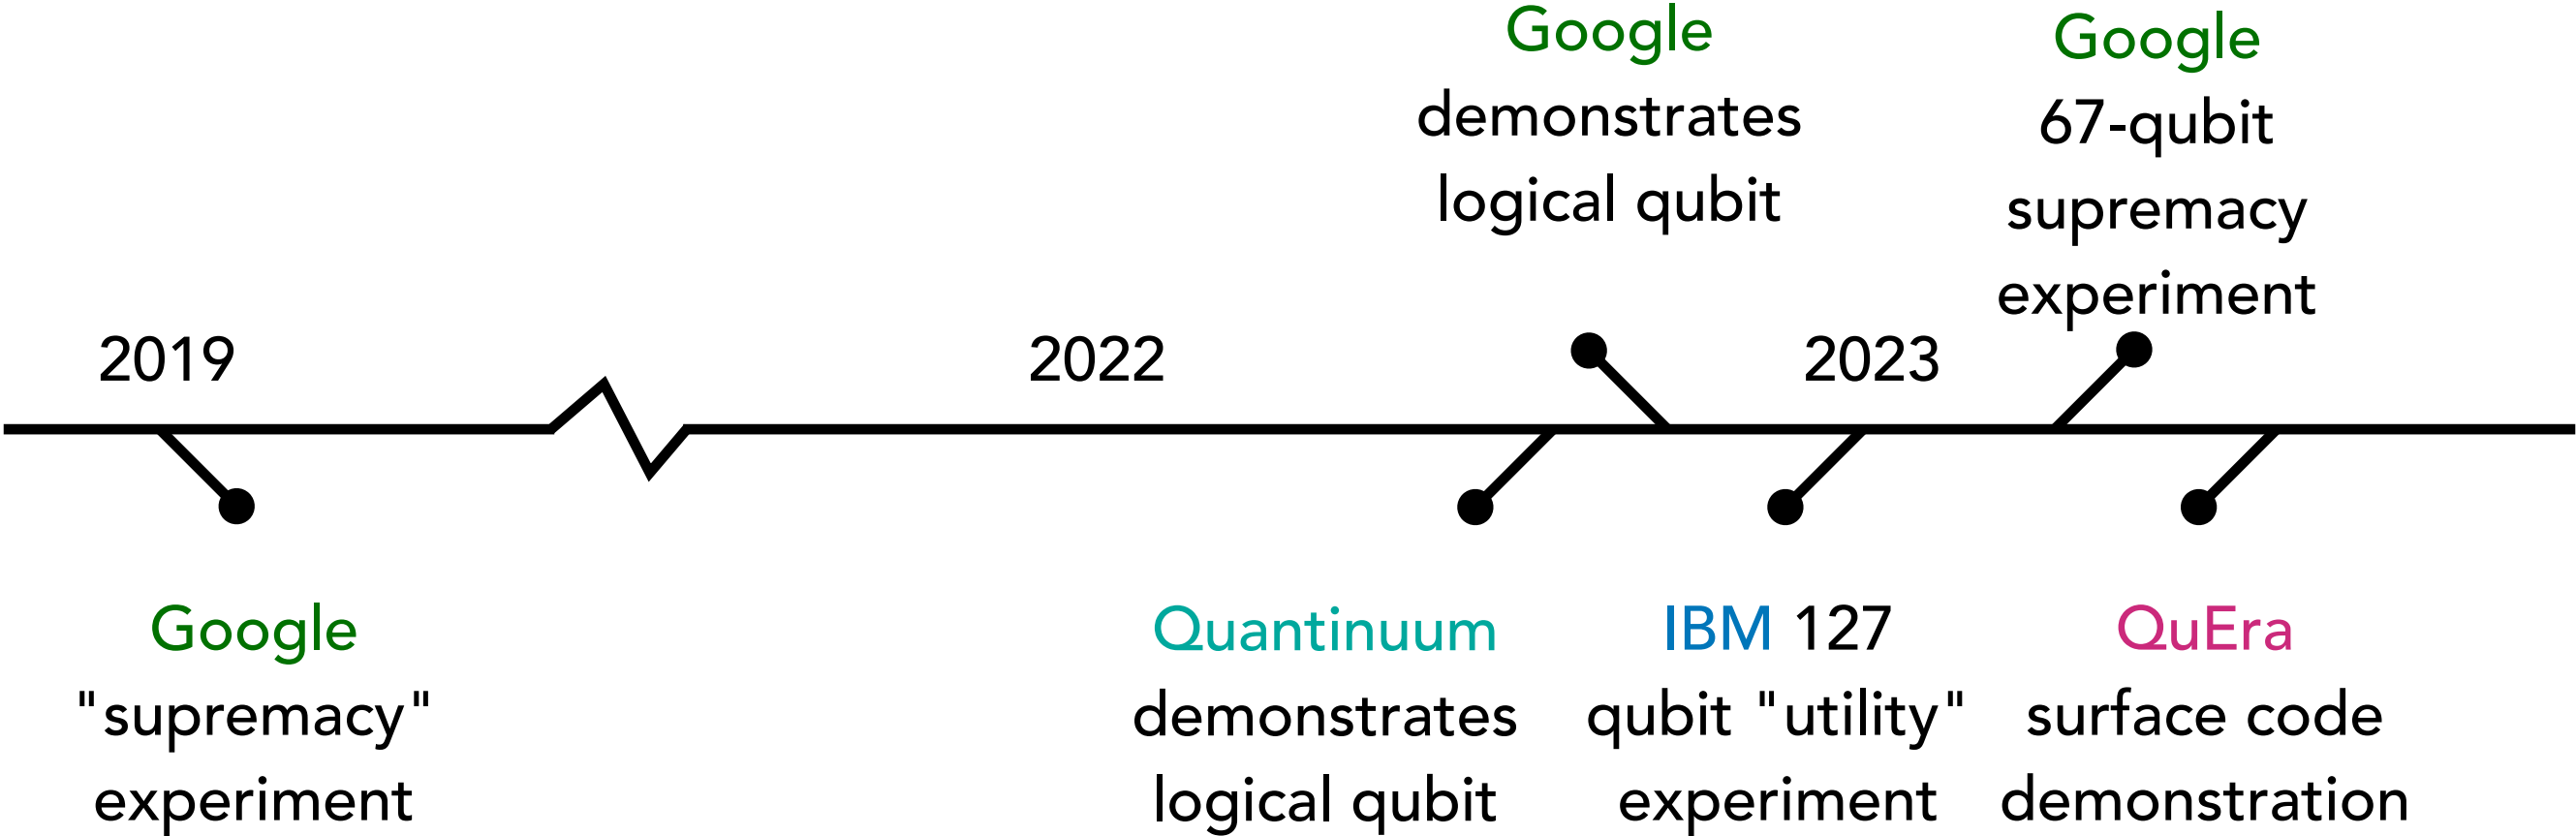 Google
demonstrates
logical qubit
Google
67-qubit
supremacy
experiment
2019
2022
2023
Google
"supremacy"
experiment
Quantinuum
demonstrates
logical qubit
IBM 127
qubit "utility"
experiment
QuEra
surface code
demonstration